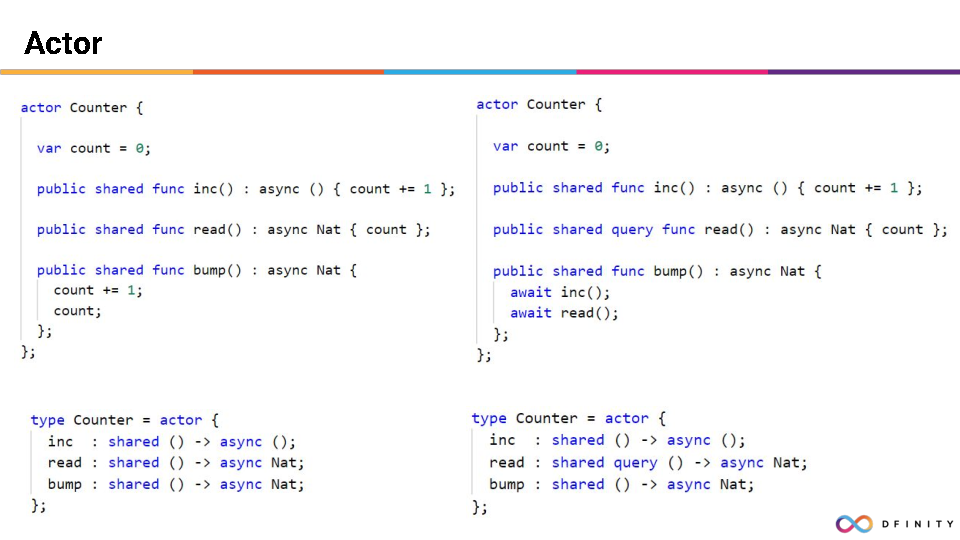 Actor
actor Counter {
var count = 0;
public shared func inc() : async () { count += 1 };
public shared func read() : async Nat { count };
public shared func bump() : async Nat {
count += 1;
count;
};
};
type Counter = actor {
inc : shared () -> async ();
read : shared () -> async Nat;
bump : shared () -> async Nat;
};
actor Counter {
var count = 0;
public shared func inc() : async () { count += 1 };
public shared query func read() : async Nat { count };
public shared func bump() : async Nat {
await inc();
await read();
};
};
type Counter = actor {
inc : shared () -> async ();
read : shared query () -> async Nat;
bump : shared () -> async Nat;
};
DFINITY